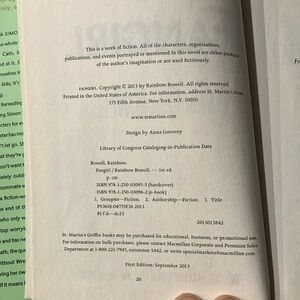 This is a work of fiction. All of the characters, organizations,
publications, and events portrayed or mentioned in this novel are either products
of the author's imagination or are used fictitiously.
FANGIRL. Copyright © 2013 by Rainbow Rowell. All rights reserved.
Printed in the United States of America. For information, address St. Martin's Press
175 Fifth Avenue, New York, N.Y. 10010.
www.stmartins.com
Design by Anna Gorovoy
Library of Congress Cataloging-in-Publication Data
Rowell, Rainbow.
Fangirl / Rainbow Rowell. — 1st ed.
p. cm
ISBN 978-1-250-03095-5 (hardcover)
ISBN 978-1-250-03096-2 (e-book)
1. Groupies—Fiction. 2. Authorship—Fiction. I. Title.
PS3618.O8755F36 2013
813'.6—dc23
2013013842
St. Martin's Griffin books may be purchased for educational, business, or promotional use.
For information on bulk purchases, please contact Macmillan Corporate and Premium Sales
Department at 1-800-221-7945, extension 5442, or write specialmarkets@macmillan.com.
First Edition: September 2013
20